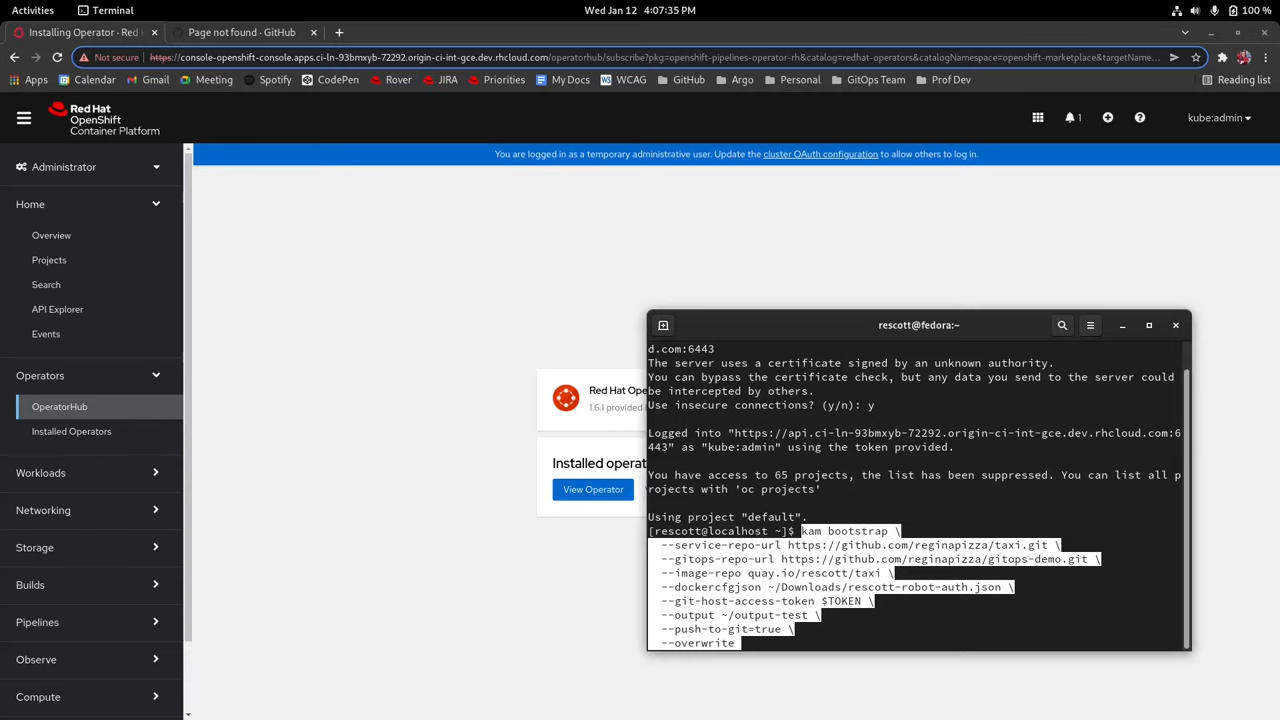 Activities
Terminal
Wed Jan 12 4:07:35 PM
100 %
Installing Operator · Red H
Page not found · GitHub
Not secure
https://console-openshift-console.apps.ci-ln-93bmxyb-72292.origin-ci-int-gce.dev.rhcloud.com/operatorhub/subscribe?pkg=openshift-pipelines-operator-rh&catalog=redhat-operators&catalogNamespace=openshift-marketplace&targetName...
Apps
Calendar
Gmail
Meeting
Spotify
CodePen
Rover
JIRA
Priorities
My Docs
WCAG
GitHub
Argo
Personal
GitOps Team
Prof Dev
Reading list
Red Hat
OpenShift
Container Platform
1
kube:admin
You are logged in as a temporary administrative user. Update the cluster OAuth configuration to allow others to log in.
Administrator
Home
Overview
Projects
Search
API Explorer
Events
Operators
OperatorHub
Installed Operators
Workloads
Networking
Storage
Builds
Pipelines
Observe
Compute
Red Hat Ope
1.6.1 provided
Installed operat
View Operator
rescott@fedora:~
d.com:6443
The server uses a certificate signed by an unknown authority.
You can bypass the certificate check, but any data you send to the server could
be intercepted by others.
Use insecure connections? (y/n): y
Logged into "https://api.ci-ln-93bmxyb-72292.origin-ci-int-gce.dev.rhcloud.com:6
443" as "kube:admin" using the token provided.
You have access to 65 projects, the list has been suppressed. You can list all p
rojects with 'oc projects'
Using project "default".
[rescott@localhost ~]$ kam bootstrap \
--service-repo-url https://github.com/reginapizza/taxi.git \
--gitops-repo-url https://github.com/reginapizza/gitops-demo.git \
--image-repo quay.io/rescott/taxi \
--dockercfgjson ~/Downloads/rescott-robot-auth.json \
--git-host-access-token $TOKEN \
--output ~/output-test \
--push-to-git=true \
--overwrite